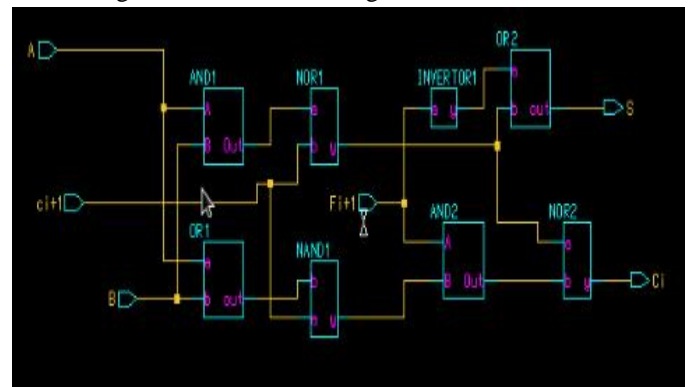 OR2
A
AND1
NOR1
INVERTOR1
a
A
a
a y
b out
S
B Out
b y
ci+1
Fi+1
AND2
NOR2
OR1
NAND1
A
a
a
b
B Out
b y
Ci
B
b out
a y